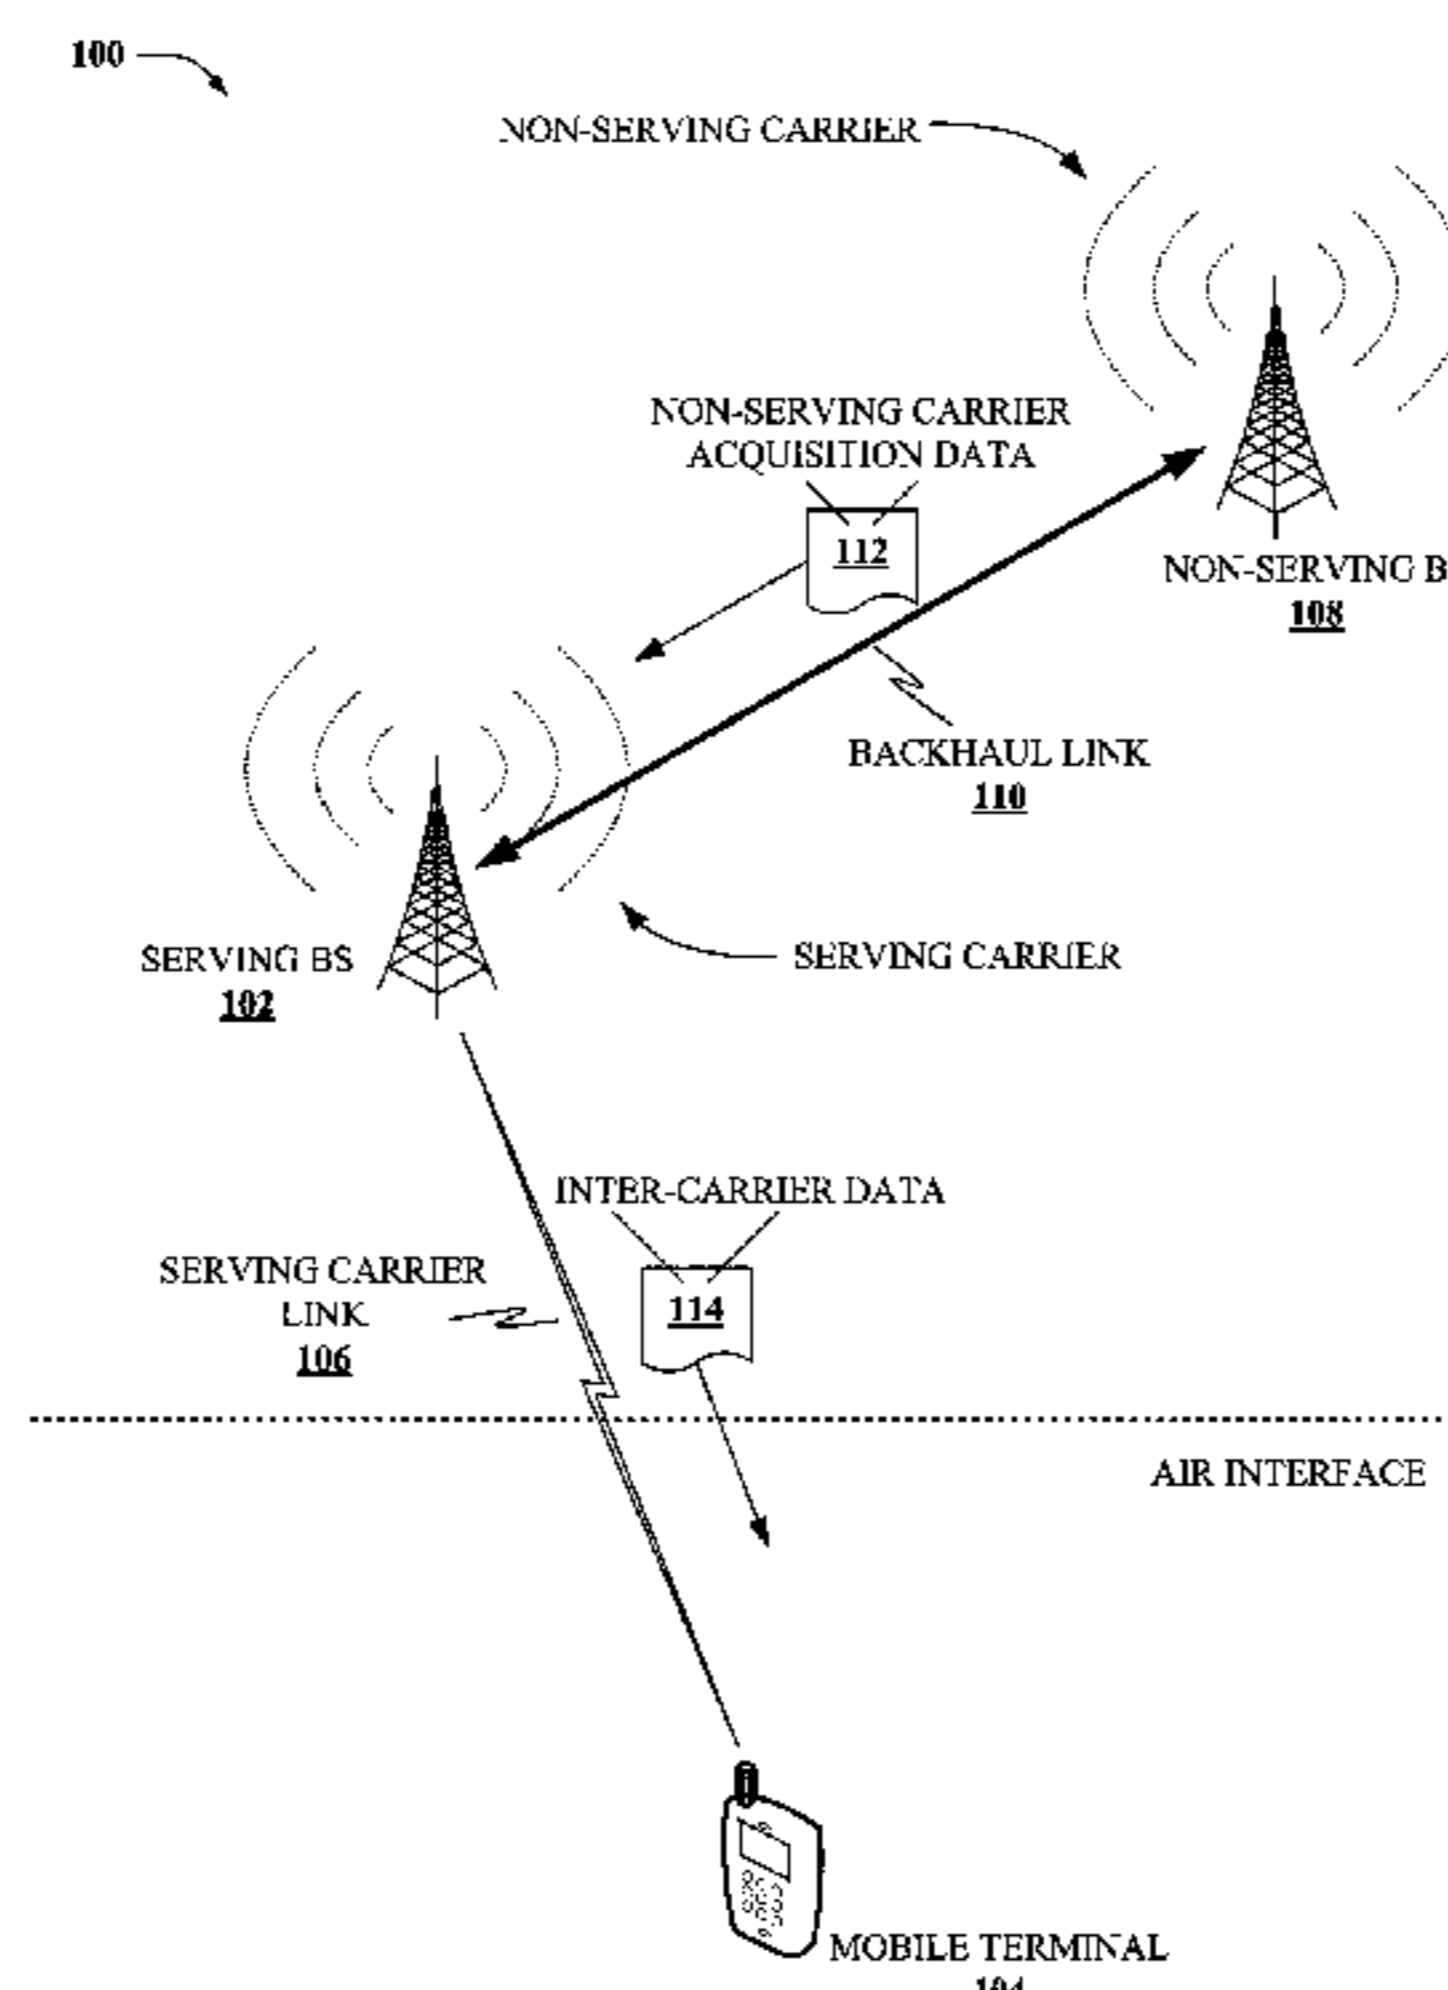 100
NON-SERVING CARRIER
NON-SERVING CARRIER
ACQUISITION DATA
112
NON-SERVING B
108
BACKHAUL LINK
110
SERVING BS
102
SERVING CARRIER
INTER-CARRIER DATA
SERVING CARRIER
LINK
106
114
AIR INTERFACE
MOBILE TERMINAL
104